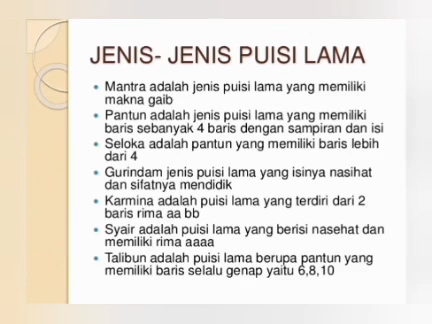 JENIS- JENIS PUISI LAMA
• Mantra adalah jenis puisi lama yang memiliki
makna gaib
• Pantun adalah jenis puisi lama yang memiliki
baris sebanyak 4 baris dengan sampiran dan isi
• Seloka adalah pantun yang memiliki baris lebih
dari 4
• Gurindam jenis puisi lama yang isinya nasihat
dan sifatnya mendidik
• Karmina adalah puisi lama yang terdiri dari 2
baris rima aa bb
• Syair adalah puisi lama yang berisi nasehat dan
memiliki rima aaaa
• Talibun adalah puisi lama berupa pantun yang
memiliki baris selalu genap yaitu 6,8,10